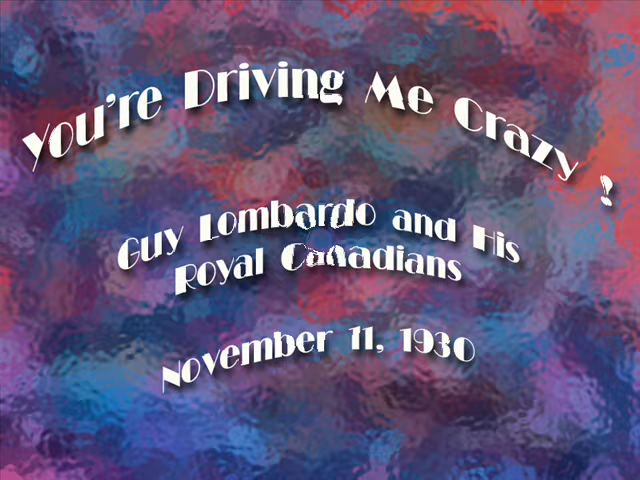 You're Driving Me Crazy !
Guy Lombardo and His
Royal Canadians
November 11, 1930